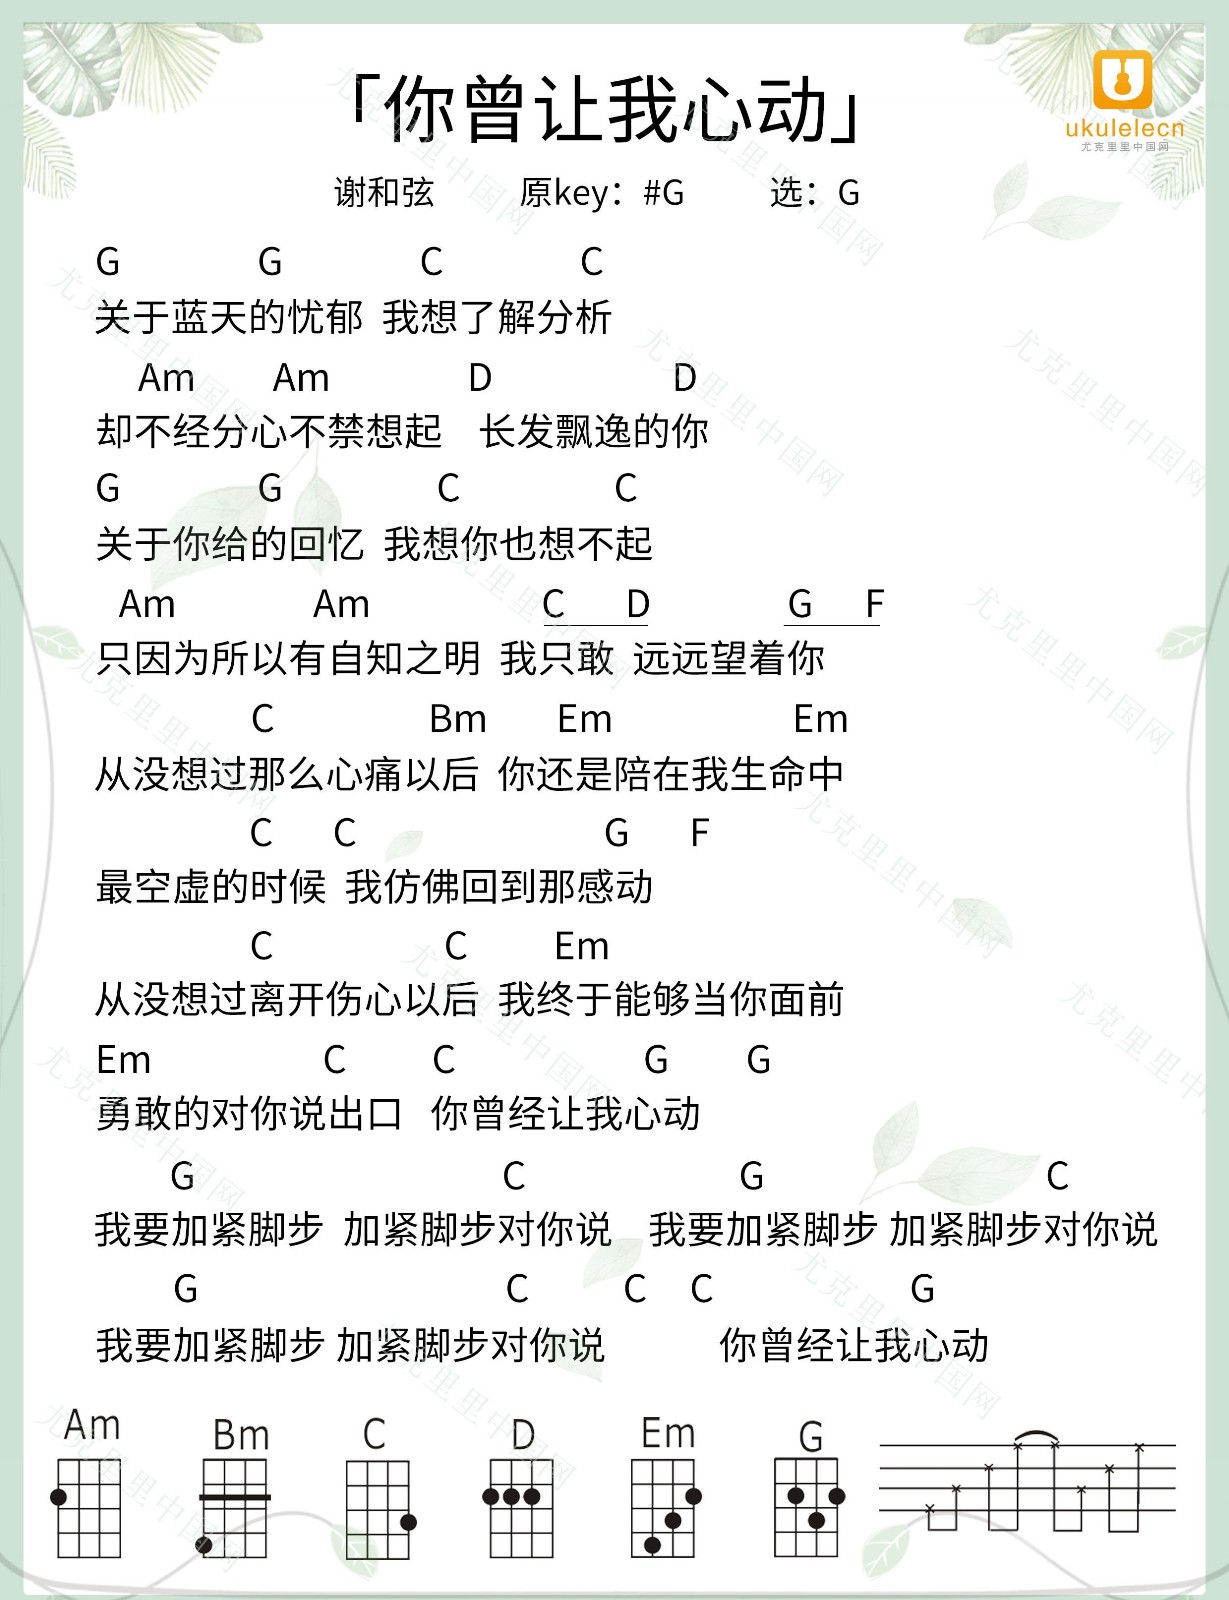 「你曾让我心动」
谢和弦 原key：#G 选：G
ukulelecn
尤克里里中国网
G G C C
关于蓝天的忧郁 我想了解分析
Am Am D D
却不经分心不禁想起 长发飘逸的你
G G C C
关于你给的回忆 我想你也想不起
Am Am C D G F
只因为所以有自知之明 我只敢 远远望着你
C Bm Em Em
从没想过那么心痛以后 你还是陪在我生命中
C C G F
最空虚的时候 我仿佛回到那感动
C C Em
从没想过离开伤心以后 我终于能够当你面前
Em C C G G
勇敢的对你说出口 你曾经让我心动
G C G C
我要加紧脚步 加紧脚步对你说 我要加紧脚步 加紧脚步对你说
G C C C G
我要加紧脚步 加紧脚步对你说 你曾经让我心动
Am Bm C D Em G